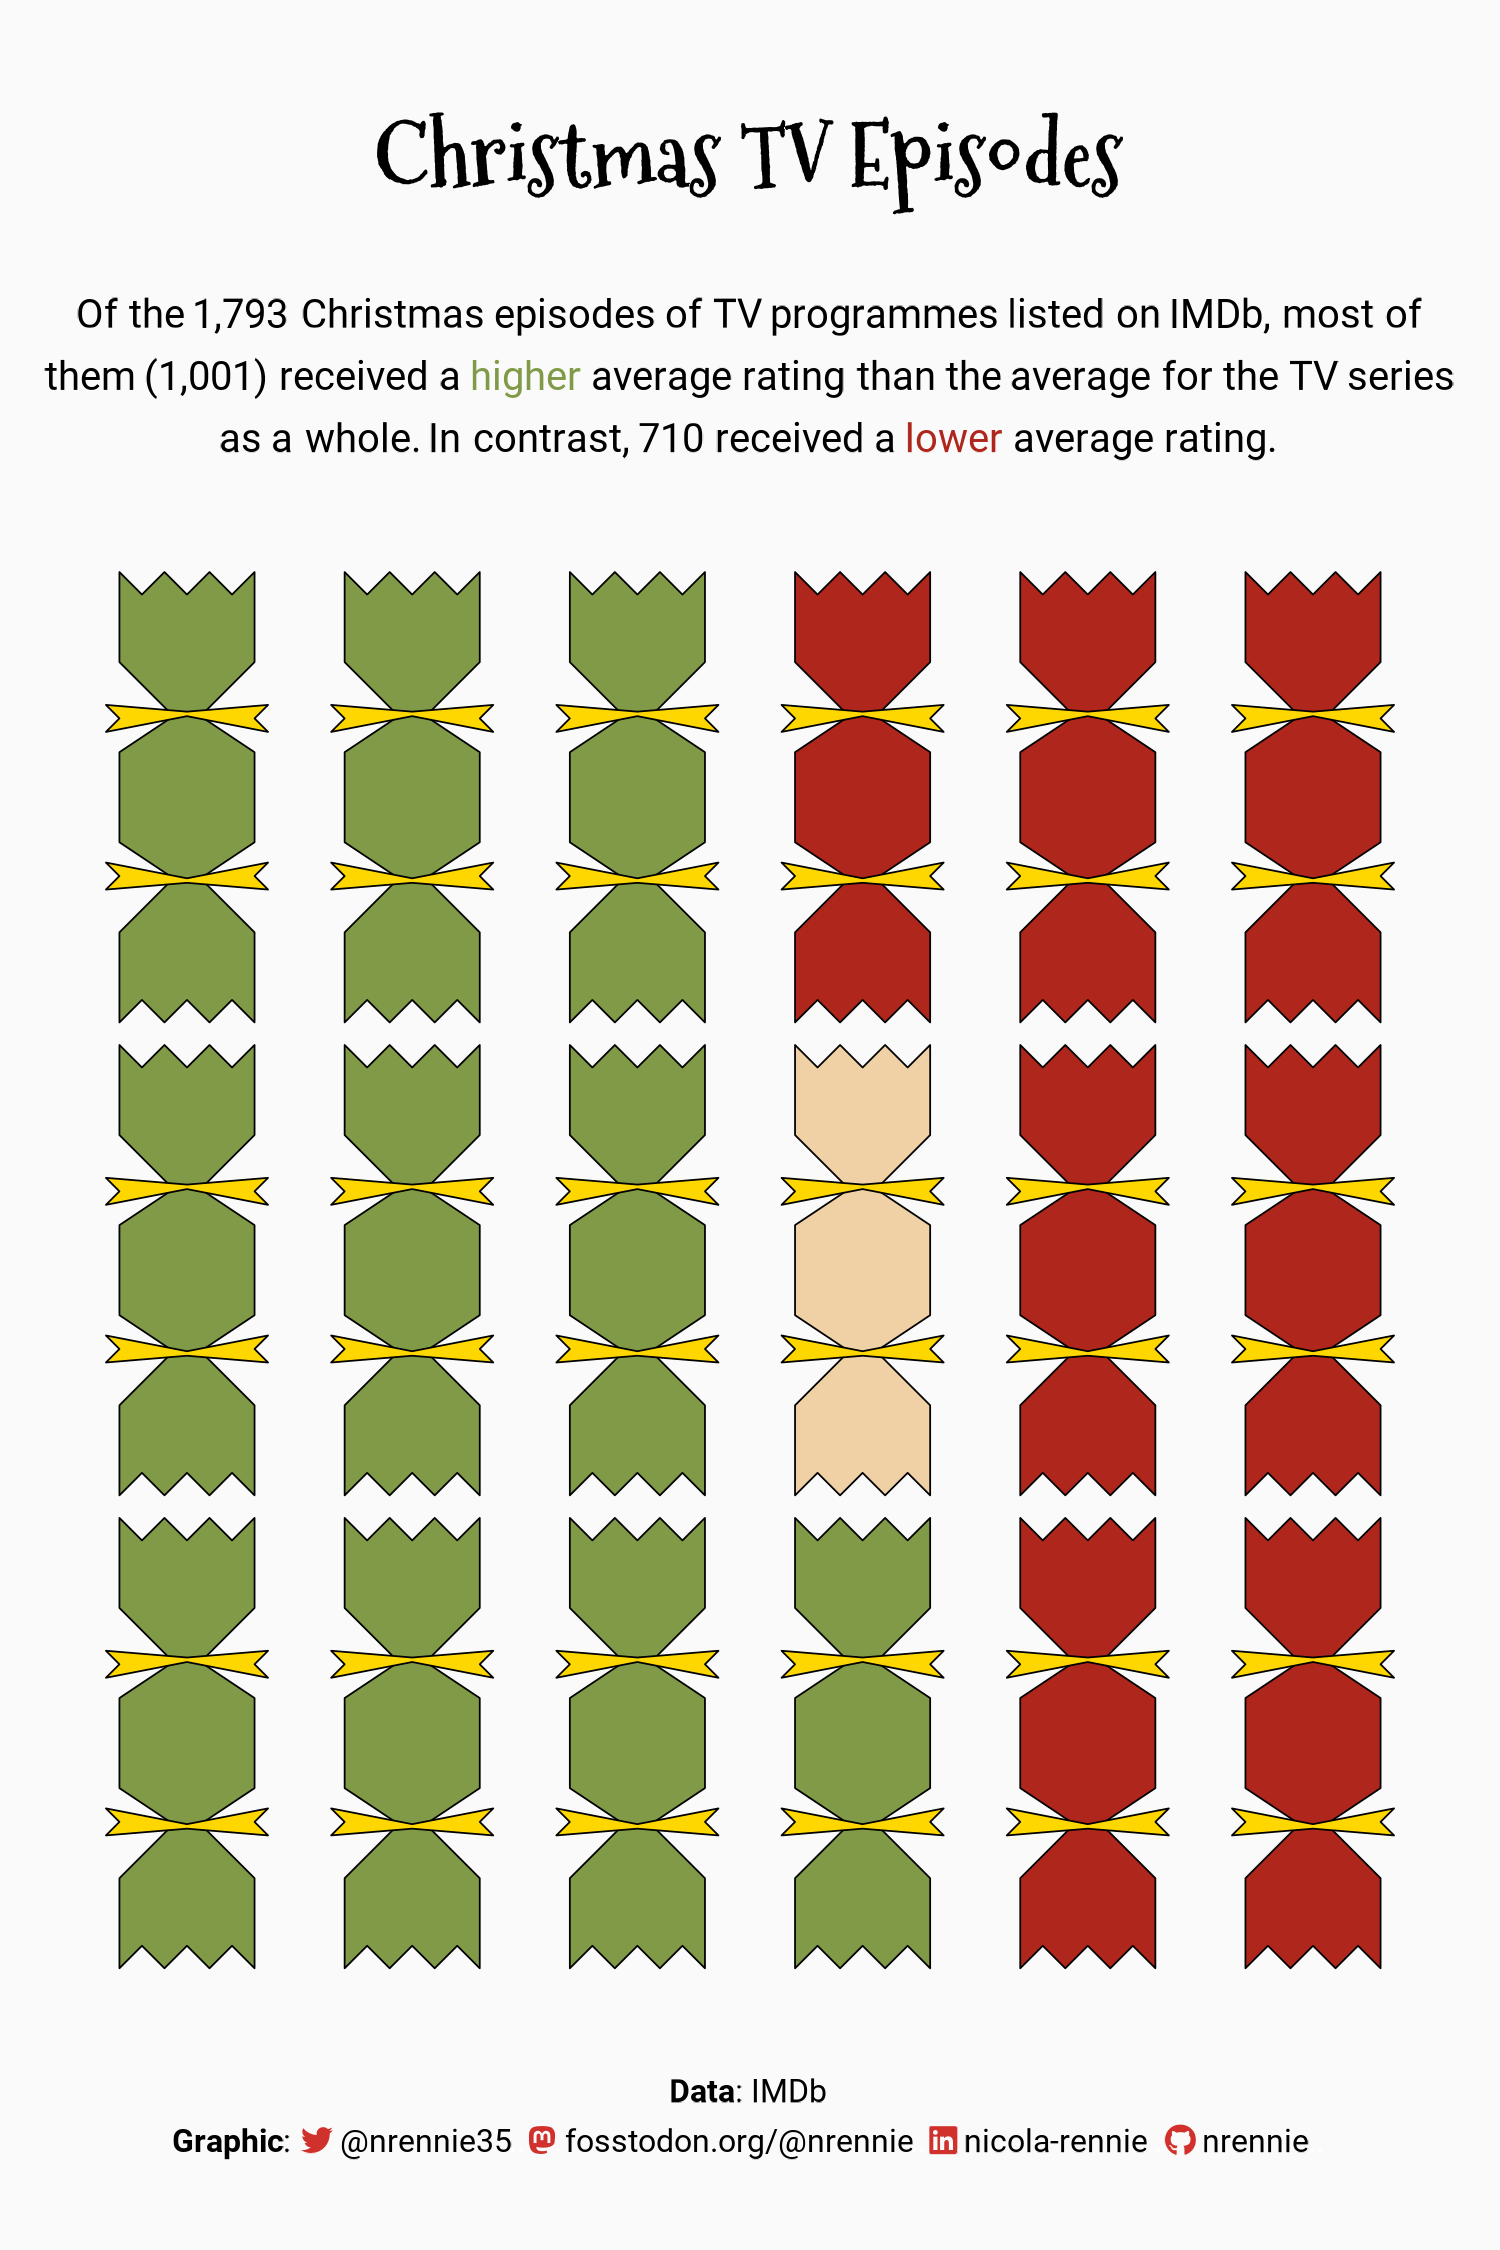 Christmas TV Episodes
Of the 1,793 Christmas episodes of TV programmes listed on IMDb, most of
them (1,001) received a higher average rating than the average for the TV series
as a whole. In contrast, 710 received a lower average rating.
Data: IMDb
Graphic: @nrennie35 fosstodon.org/@nrennie in nicola-rennie nrennie